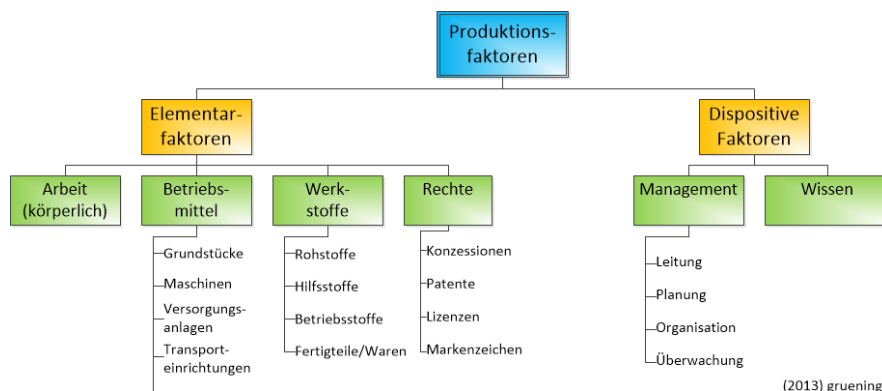 Produktions-
faktoren
Elementar-
faktoren
Dispositive
Faktoren
Arbeit
(körperlich)
Betriebs-
mittel
Werk-
stoffe
Rechte
Management
Wissen
Grundstücke
Maschinen
Versorgungs-
anlagen
Transport-
einrichtungen
Rohstoffe
Hilfsstoffe
Betriebsstoffe
Fertigteile/Waren
Konzessionen
Patente
Lizenzen
Markenzeichen
Leitung
Planung
Organisation
Überwachung
(2013) gruening